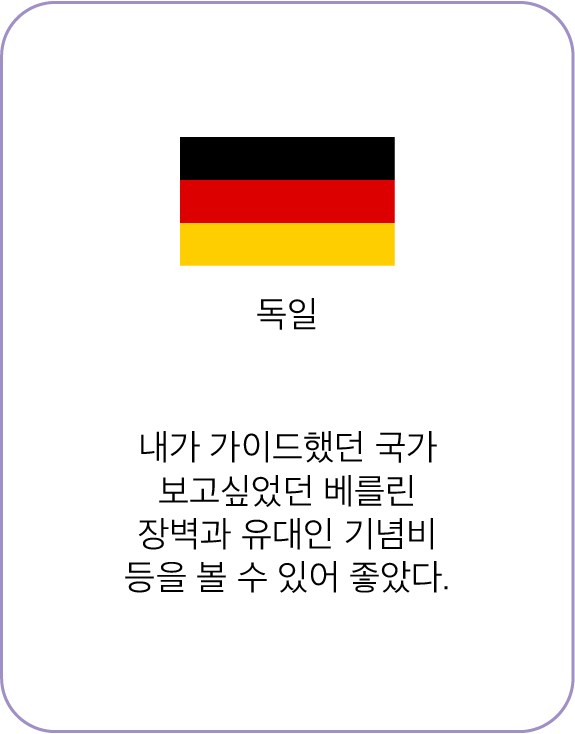 독일
내가 가이드했던 국가
보고싶었던 베를린
장벽과 유대인 기념비
등을 볼 수 있어 좋았다.